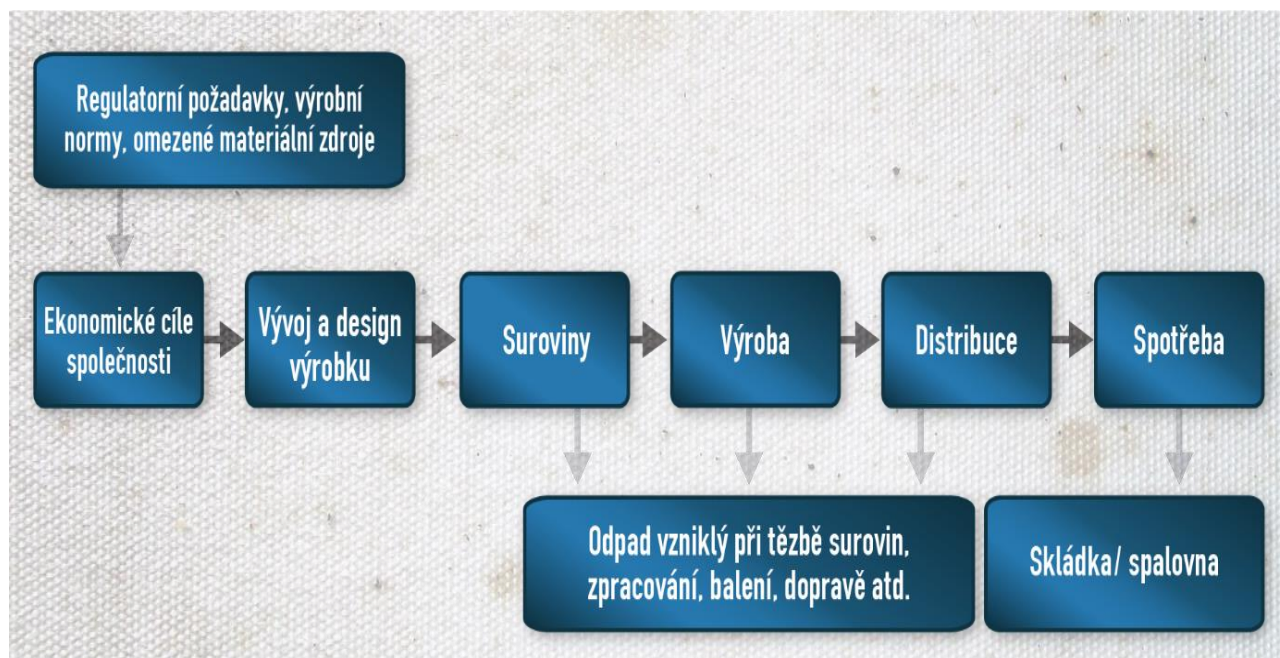 Regulatorní požadavky, výrobní
normy, omezené materiální zdroje
Ekonomické cíle
společnosti
Vývoj a design
výrobku
Suroviny
Výroba
Distribuce
Spotřeba
Odpad vzniklý při tězbě surovin,
zpracování, balení, dopravě atd.
Skládka/ spalovna